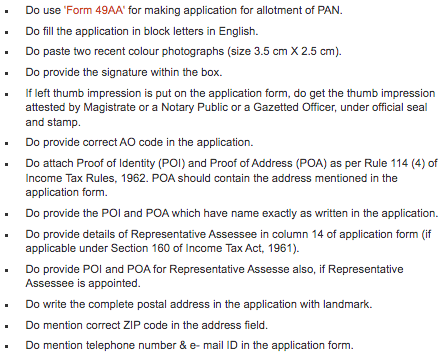 Do use 'Form 49AA' for making application for allotment of PAN.
Do fill the application in block letters in English.
Do paste two recent colour photographs (size 3.5 cm X 2.5 cm).
Do provide the signature within the box.
If left thumb impression is put on the application form, do get the thumb impression
attested by Magistrate or a Notary Public or a Gazetted Officer, under official seal
and stamp.
Do provide correct AO code in the application.
Do attach Proof of Identity (POI) and Proof of Address (POA) as per Rule 114 (4) of
Income Tax Rules, 1962. POA should contain the address mentioned in the
application form.
Do provide the POI and POA which have name exactly as written in the application.
Do provide details of Representative Assessee in column 14 of application form (if
applicable under Section 160 of Income Tax Act, 1961).
Do provide POI and POA for Representative Assesse also, if Representative
Assessee is appointed.
Do write the complete postal address in the application with landmark.
Do mention correct ZIP code in the address field.
Do mention telephone number & e- mail ID in the application form.